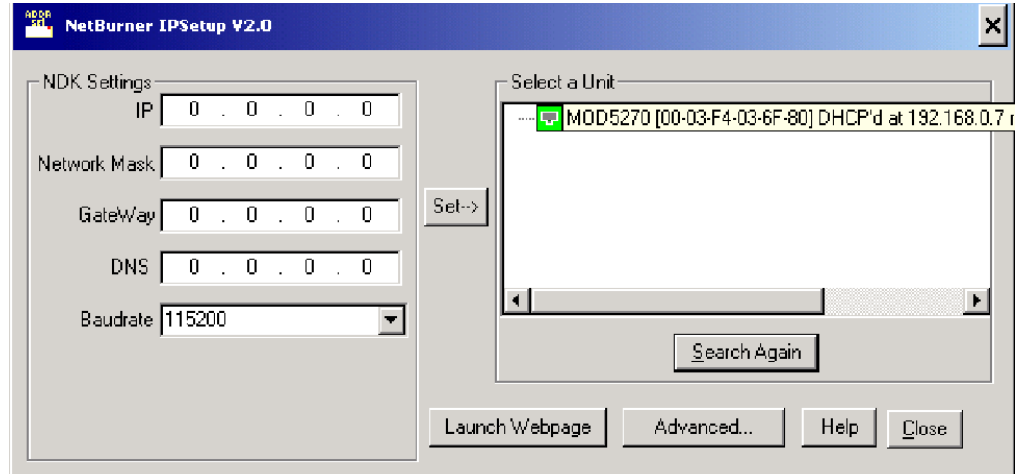 ADDR SEL NetBurner IPSetup V2.0
NDK Settings
IP 0 . 0 . 0 . 0
Network Mask 0 . 0 . 0 . 0
GateWay 0 . 0 . 0 . 0
DNS 0 . 0 . 0 . 0
Baudrate 115200
Set-->
Select a Unit
MOD5270 [00-03-F4-03-6F-80] DHCP'd at 192.168.0.7
Search Again
Launch Webpage
Advanced...
Help
Close